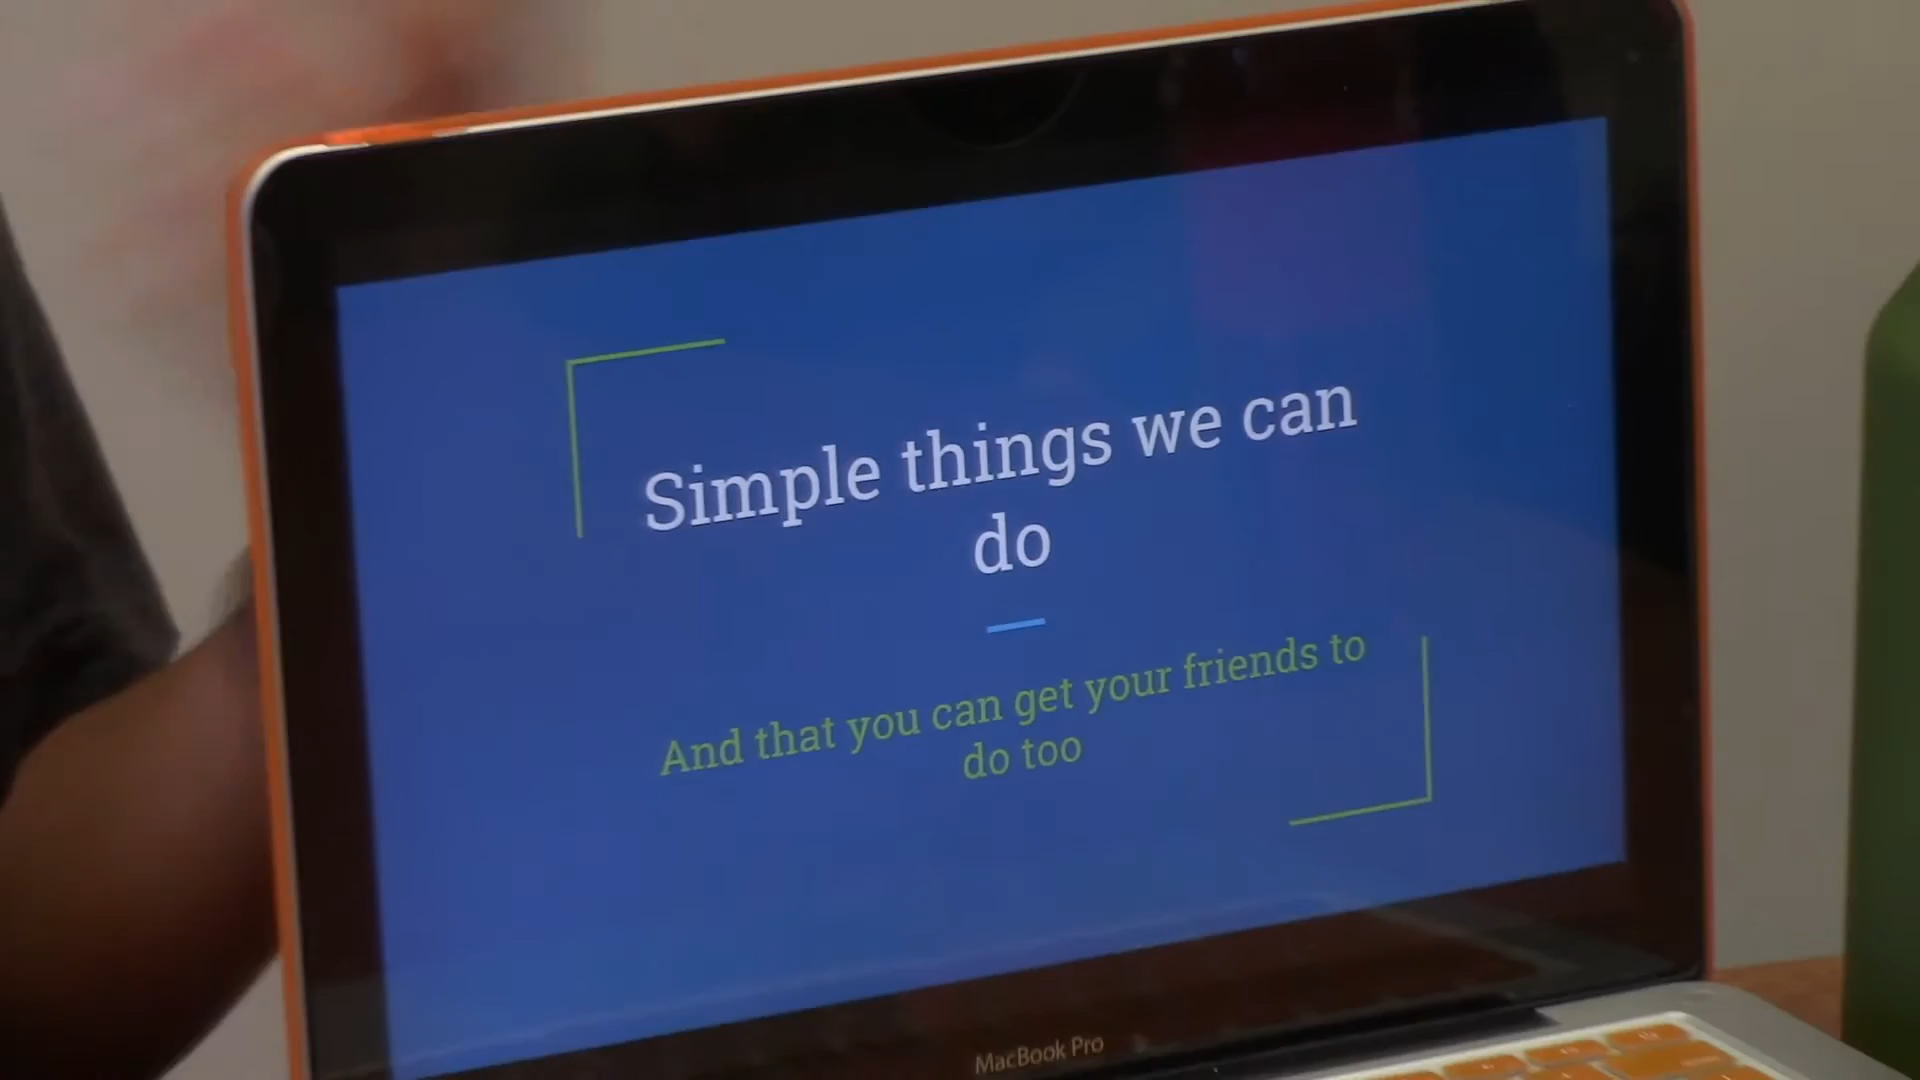 Simple things we can
do
And that you can get your friends to
do too
MacBook Pro